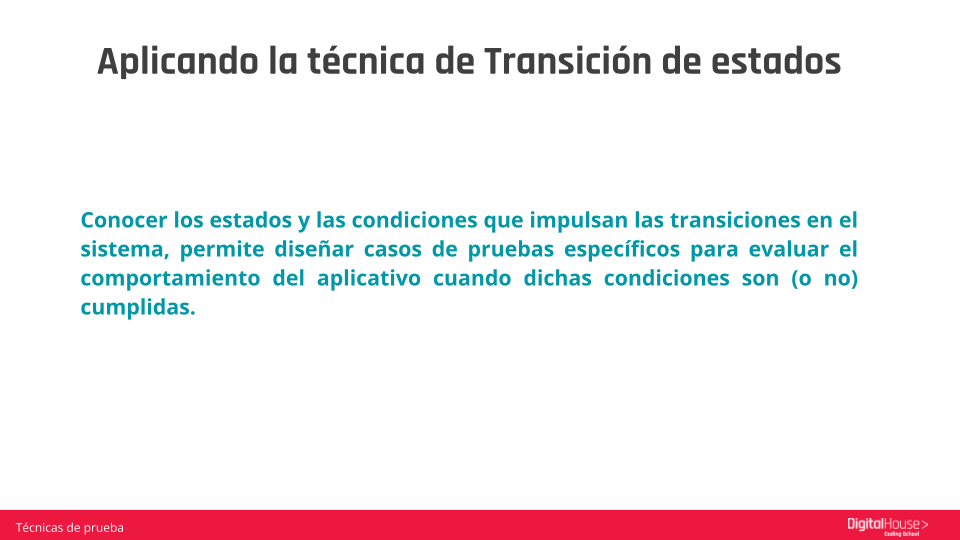 Aplicando la técnica de Transición de estados
Conocer los estados y las condiciones que impulsan las transiciones en el
sistema, permite diseñar casos de pruebas específicos para evaluar el
comportamiento del aplicativo cuando dichas condiciones son (o no)
cumplidas.
Técnicas de prueba
DigitalHouse>
Coding School